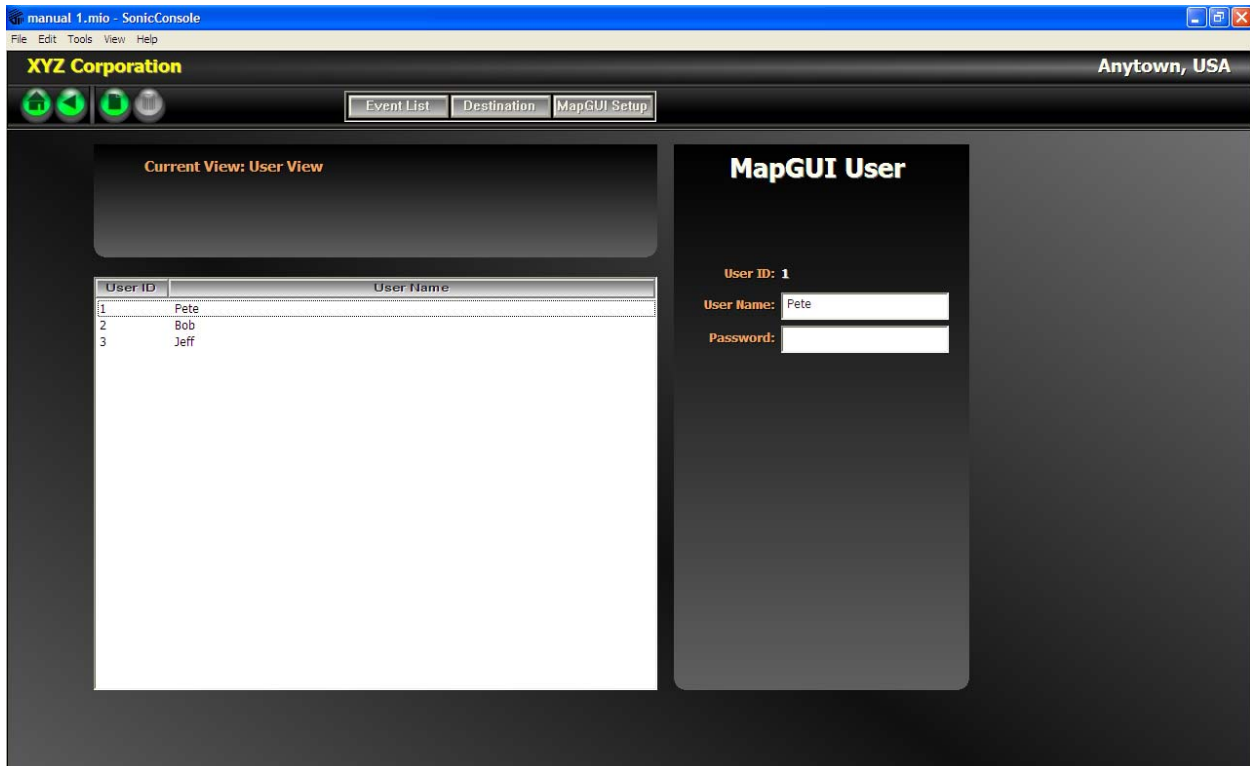 manual 1.mio - SonicConsole
File Edit Tools View Help
XYZ Corporation
Anytown, USA
Event List Destination MapGUI Setup
Current View: User View
MapGUI User
User ID User Name
1 Pete
2 Bob
3 Jeff
User ID: 1
User Name: Pete
Password: